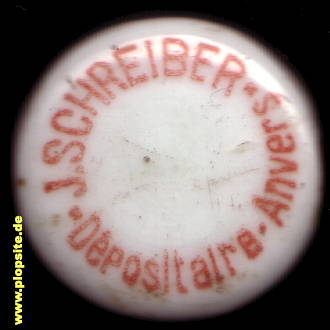 J. SCHREIBER - Anvers -
Dépositaire -
www.plopsite.de